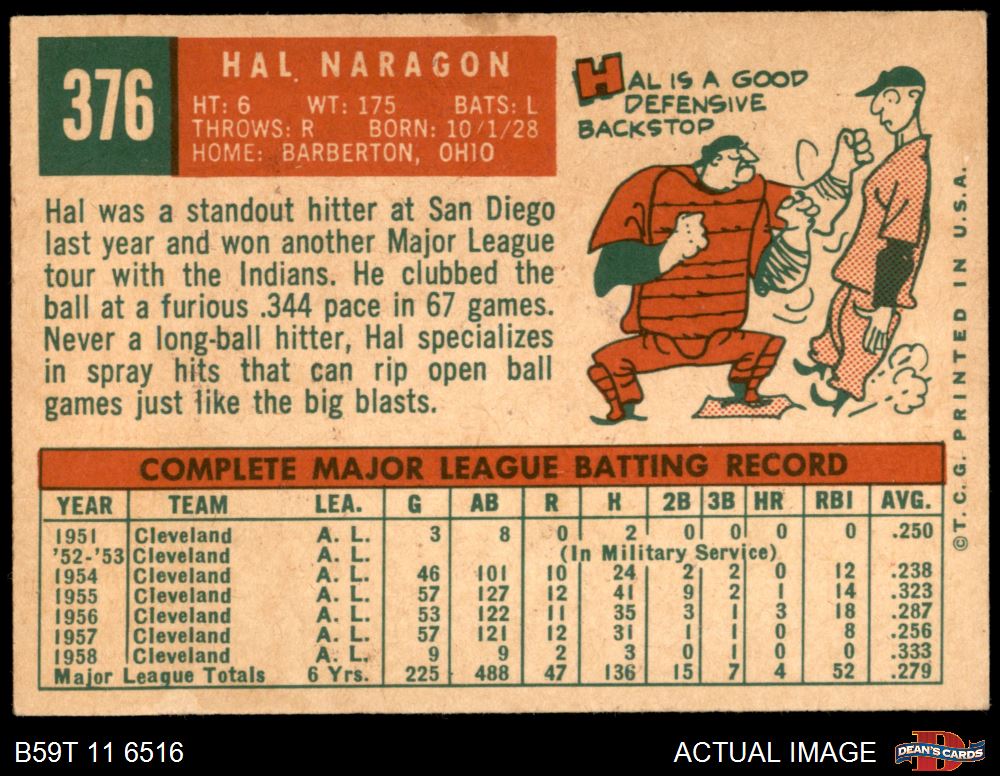 376
HAL NARAGON
HT: 6 WT: 175 BATS: L
THROWS: R BORN: 10/1/28
HOME: BARBERTON, OHIO
HAL IS A GOOD
DEFENSIVE
BACKSTOP
Hal was a standout hitter at San Diego
last year and won another Major League
tour with the Indians. He clubbed the
ball at a furious .344 pace in 67 games.
Never a long-ball hitter, Hal specializes
in spray hits that can rip open ball
games just like the big blasts.
COMPLETE MAJOR LEAGUE BATTING RECORD
YEAR TEAM LEA. G AB R H 2B 3B HR RBI AVG.
1951 Cleveland A. L. 3 8 0 2 0 0 0 0 .250
'52-'53 Cleveland A. L. (In Military Service)
1954 Cleveland A. L. 46 101 10 24 2 2 0 12 .238
1955 Cleveland A. L. 57 127 12 41 9 2 1 14 .323
1956 Cleveland A. L. 53 122 11 35 3 1 3 18 .287
1957 Cleveland A. L. 57 121 12 31 1 1 0 8 .256
1958 Cleveland A. L. 9 9 2 3 0 1 0 0 .333
Major League Totals 6 Yrs. 225 488 47 136 15 7 4 52 .279
©T. C. G. PRINTED IN U.S.A.
B59T 11 6516
ACTUAL IMAGE
DEAN'S CARDS